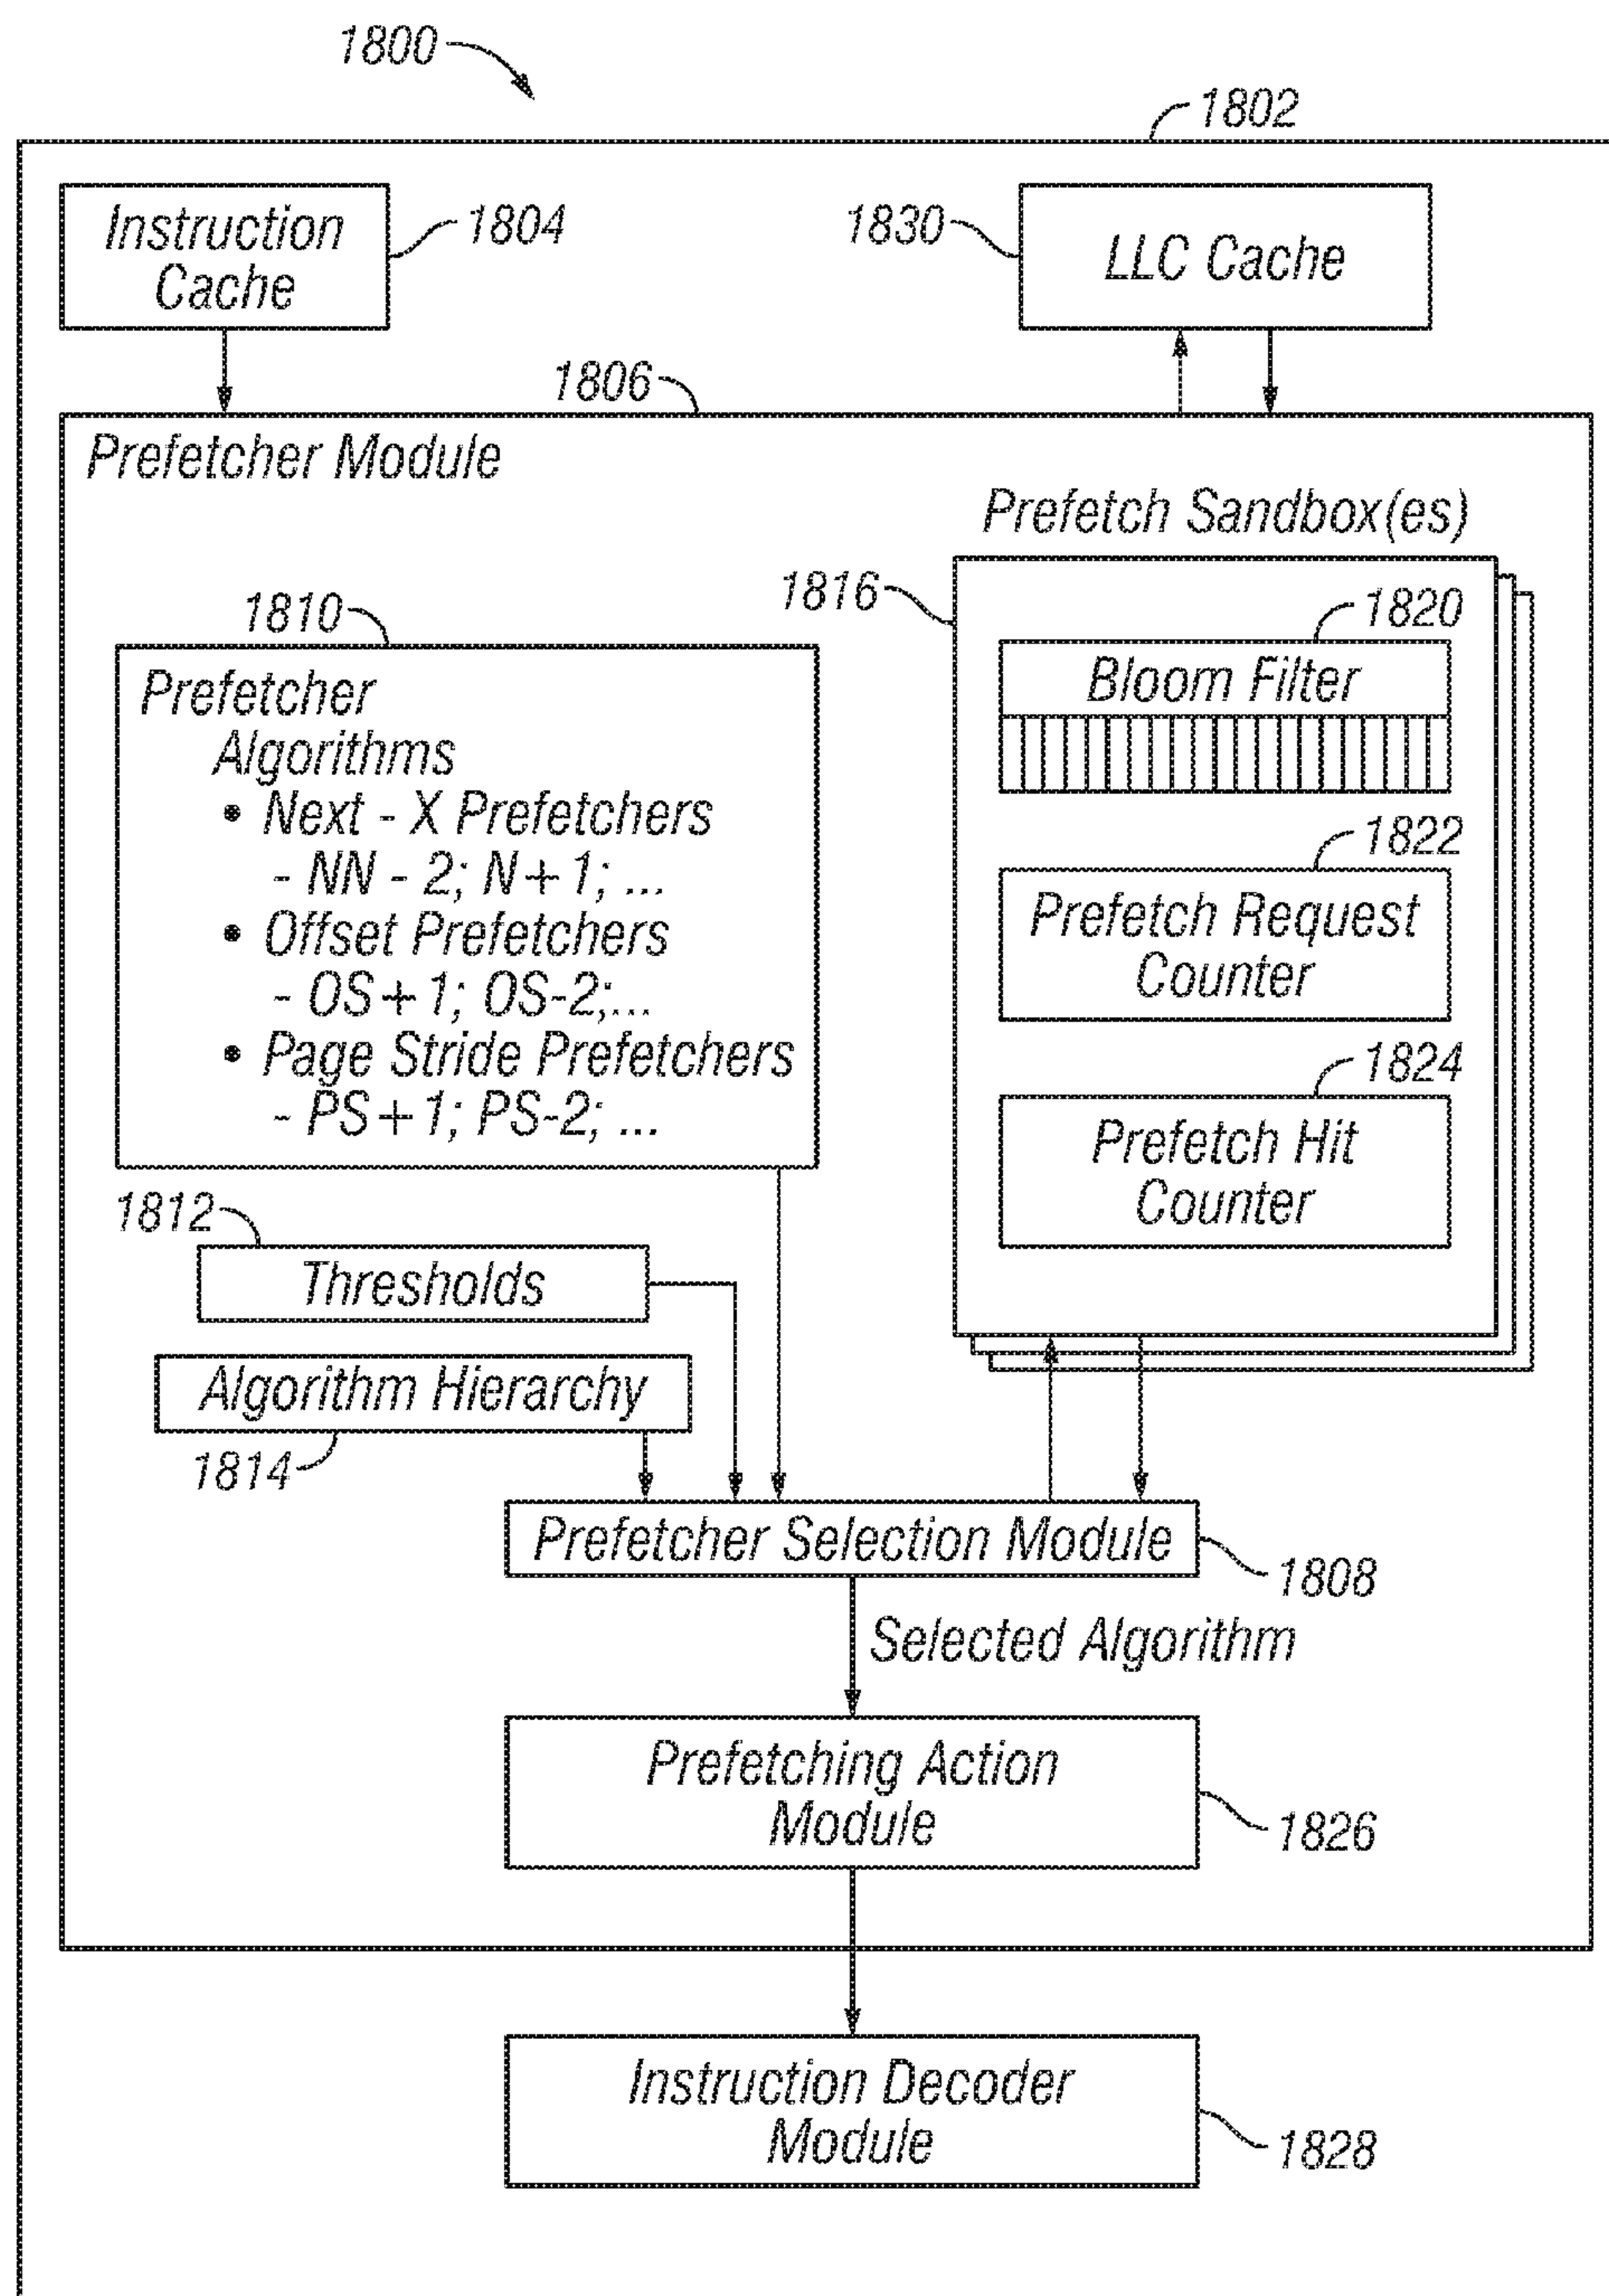 1800
1802
Instruction
Cache
1804
1830
LLC Cache
1806
Prefetcher Module
Prefetch Sandbox(es)
1816
1810
1820
Bloom Filter
Prefetcher
Algorithms
• Next - X Prefetchers
- NN - 2; N+1; ...
• Offset Prefetchers
- OS+1; OS-2;...
• Page Stride Prefetchers
- PS+1; PS-2; ...
1822
Prefetch Request
Counter
1824
Prefetch Hit
Counter
1812
Thresholds
Algorithm Hierarchy
1814
Prefetcher Selection Module
1808
Selected Algorithm
Prefetching Action
Module
1826
Instruction Decoder
Module
1828